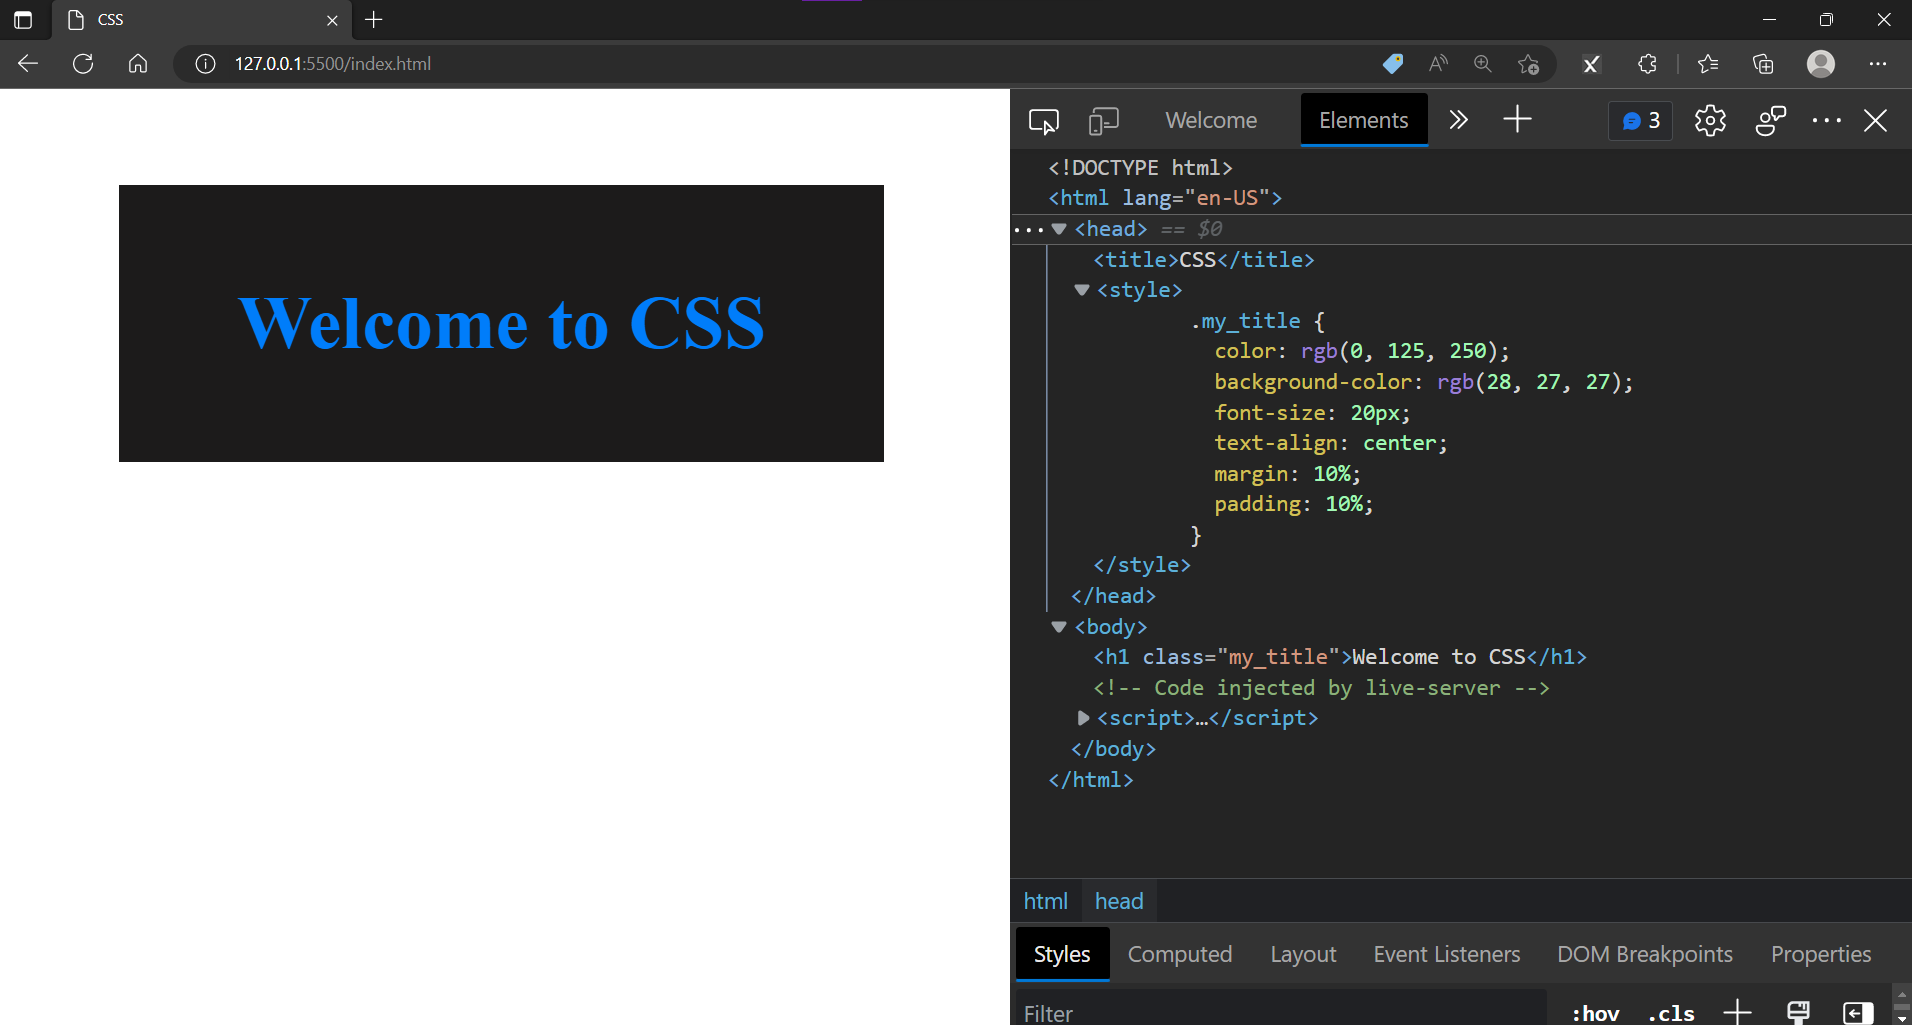 CSS
127.0.0.1:5500/index.html
Welcome to CSS
Welcome
Elements
3
<!DOCTYPE html>
<html lang="en-US">
<head> == $0
<title>CSS</title>
<style>
.my_title {
color: rgb(0, 125, 250);
background-color: rgb(28, 27, 27);
font-size: 20px;
text-align: center;
margin: 10%;
padding: 10%;
}
</style>
</head>
<body>
<h1 class="my_title">Welcome to CSS</h1>
<!-- Code injected by live-server -->
<script>…</script>
</body>
</html>
html head
Styles Computed Layout Event Listeners DOM Breakpoints Properties
Filter :hov .cls